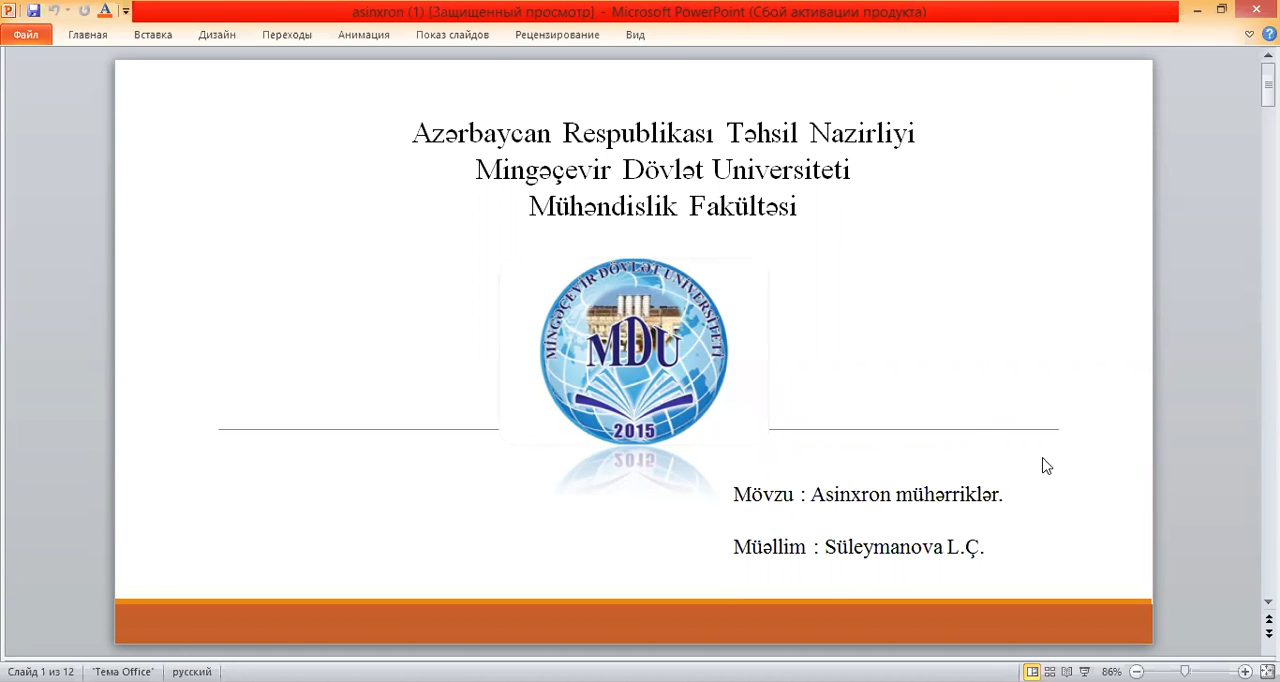 asinxron (1) [Защищенный просмотр] - Microsoft PowerPoint (Сбой активации продукта)
Файл Главная Вставка Дизайн Переходы Анимация Показ слайдов Рецензирование Вид
Azərbaycan Respublikası Təhsil Nazirliyi
Mingəçevir Dövlət Universiteti
Mühəndislik Fakültəsi
MİNGƏÇEVİR DÖVLƏT UNİVERSİTETİ
MDU
2015
Mövzu : Asinxron mühərriklər.
Müəllim : Süleymanova L.Ç.
Слайд 1 из 12 "Тема Office" русский 86%